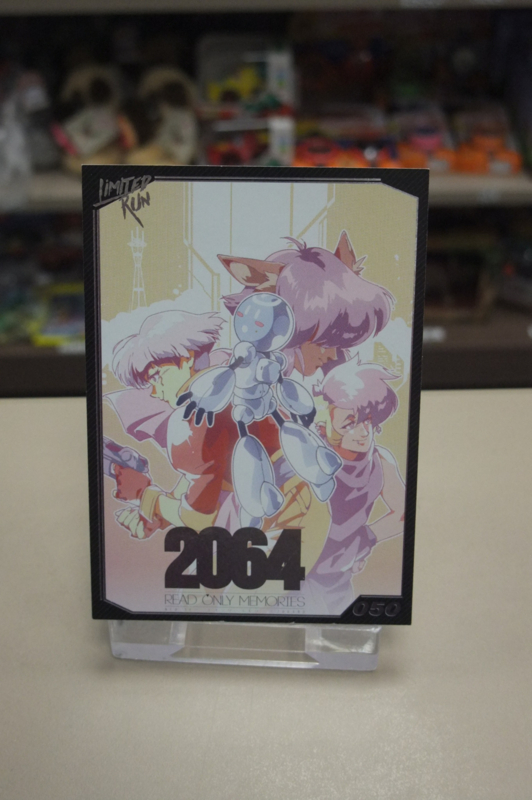 LIMITED
RUN
2064
READ ONLY MEMORIES
050